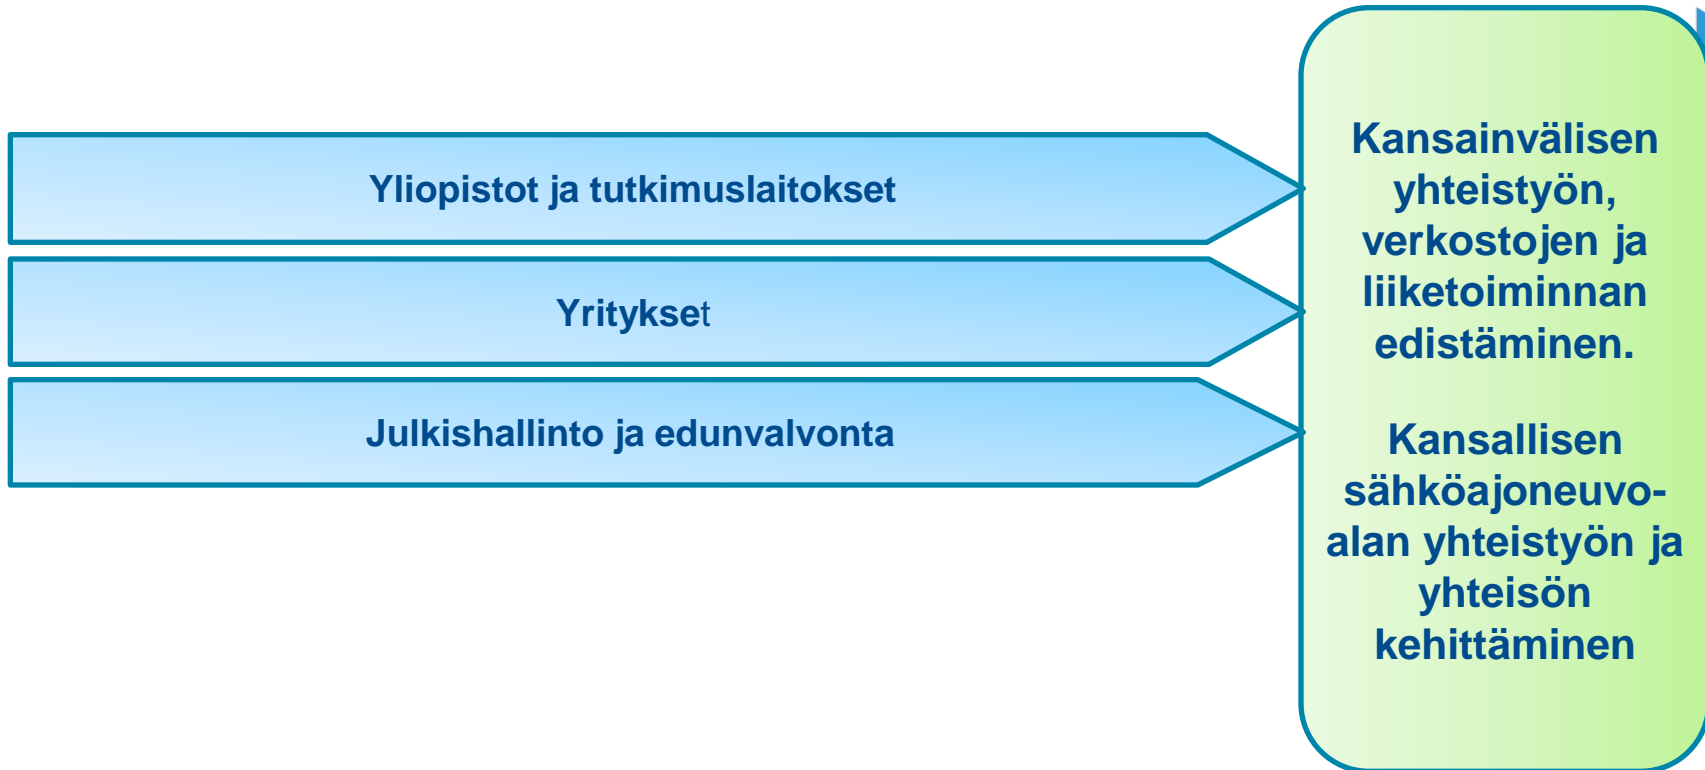 Yliopistot ja tutkimuslaitokset
Yritykset
Julkishallinto ja edunvalvonta
Kansainvälisen
yhteistyön,
verkostojen ja
liiketoiminnan
edistäminen.
Kansallisen
sähköajoneuvo-
alan yhteistyön ja
yhteisön
kehittäminen